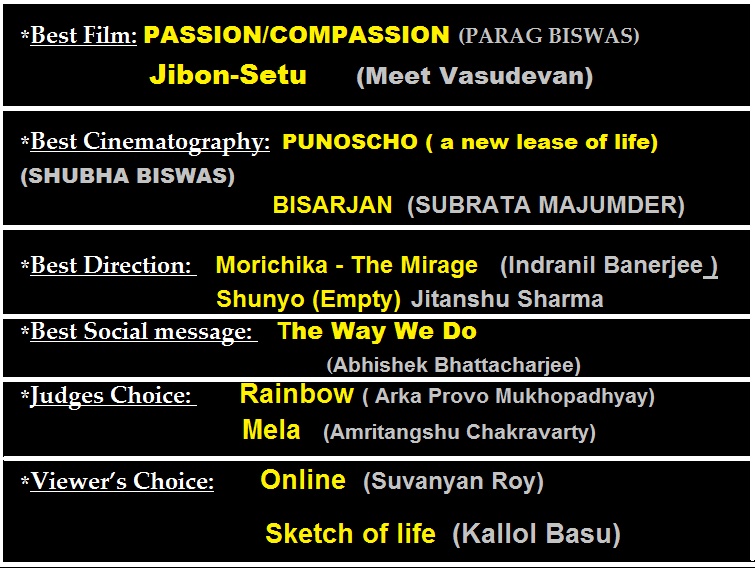 *Best Film: PASSION/COMPASSION (PARAG BISWAS)
Jibon-Setu (Meet Vasudevan)
*Best Cinematography: PUNOSCHO ( a new lease of life)
(SHUBHA BISWAS)
BISARJAN (SUBRATA MAJUMDER)
*Best Direction: Morichika - The Mirage (Indranil Banerjee )
Shunyo (Empty) Jitanshu Sharma
*Best Social message: The Way We Do
(Abhishek Bhattacharjee)
*Judges Choice: Rainbow ( Arka Provo Mukhopadhyay)
Mela (Amritangshu Chakravarty)
*Viewer’s Choice: Online (Suvanyan Roy)
Sketch of life (Kallol Basu)